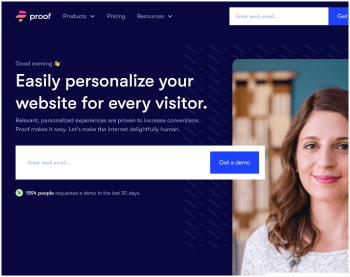 proof
Products
Pricing
Resources
Enter work email...
Get
Good evening 👋
Easily personalize your
website for every visitor.
Relevant, personalized experiences are proven to increase conversions.
Proof makes it easy. Let's make the internet delightfully human.
Enter work email...
Get a demo
1594 people requested a demo in the last 30 days.